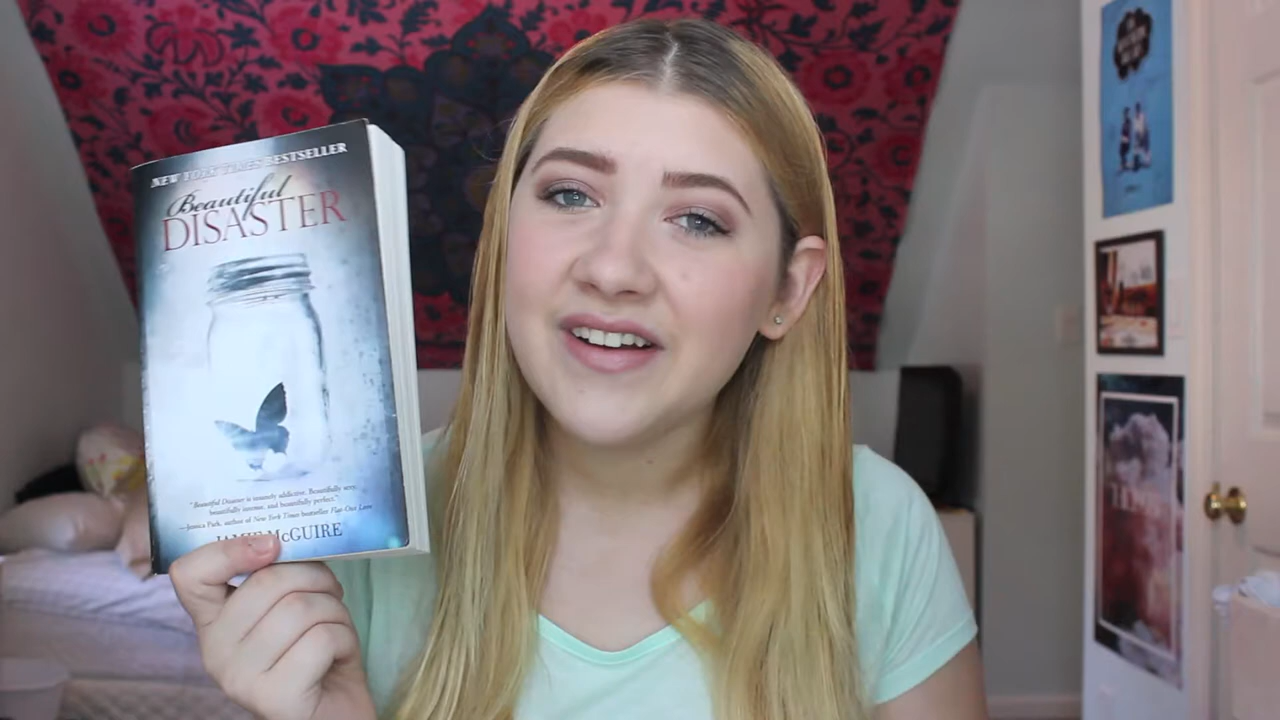 NEW YORK TIMES BESTSELLER
Beautiful
DISASTER
"Beautiful Disaster is insanely addictive. Beautifully sexy,
beautifully intense, and beautifully perfect."
—Jessica Park, author of New York Times bestseller Flat-Out Love
JAMIE McGUIRE